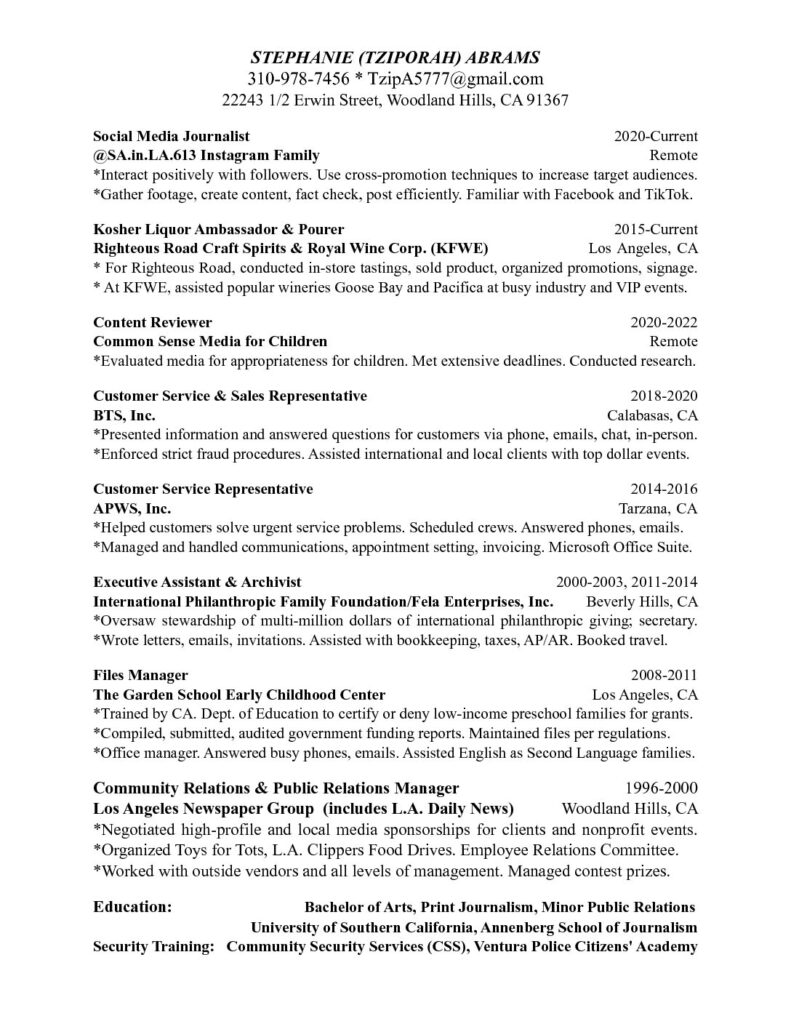 STEPHANIE (TZIPORAH) ABRAMS
310-978-7456 * TzipA5777@gmail.com
22243 1/2 Erwin Street, Woodland Hills, CA 91367
Social Media Journalist 2020-Current
@SA.in.LA.613 Instagram Family Remote
*Interact positively with followers. Use cross-promotion techniques to increase target audiences.
*Gather footage, create content, fact check, post efficiently. Familiar with Facebook and TikTok.
Kosher Liquor Ambassador & Pourer 2015-Current
Righteous Road Craft Spirits & Royal Wine Corp. (KFWE) Los Angeles, CA
* For Righteous Road, conducted in-store tastings, sold product, organized promotions, signage.
* At KFWE, assisted popular wineries Goose Bay and Pacifica at busy industry and VIP events.
Content Reviewer 2020-2022
Common Sense Media for Children Remote
*Evaluated media for appropriateness for children. Met extensive deadlines. Conducted research.
Customer Service & Sales Representative 2018-2020
BTS, Inc. Calabasas, CA
*Presented information and answered questions for customers via phone, emails, chat, in-person.
*Enforced strict fraud procedures. Assisted international and local clients with top dollar events.
Customer Service Representative 2014-2016
APWS, Inc. Tarzana, CA
*Helped customers solve urgent service problems. Scheduled crews. Answered phones, emails.
*Managed and handled communications, appointment setting, invoicing. Microsoft Office Suite.
Executive Assistant & Archivist 2000-2003, 2011-2014
International Philanthropic Family Foundation/Fela Enterprises, Inc. Beverly Hills, CA
*Oversaw stewardship of multi-million dollars of international philanthropic giving; secretary.
*Wrote letters, emails, invitations. Assisted with bookkeeping, taxes, AP/AR. Booked travel.
Files Manager 2008-2011
The Garden School Early Childhood Center Los Angeles, CA
*Trained by CA. Dept. of Education to certify or deny low-income preschool families for grants.
*Compiled, submitted, audited government funding reports. Maintained files per regulations.
*Office manager. Answered busy phones, emails. Assisted English as Second Language families.
Community Relations & Public Relations Manager 1996-2000
Los Angeles Newspaper Group (includes L.A. Daily News) Woodland Hills, CA
*Negotiated high-profile and local media sponsorships for clients and nonprofit events.
*Organized Toys for Tots, L.A. Clippers Food Drives. Employee Relations Committee.
*Worked with outside vendors and all levels of management. Managed contest prizes.
Education: Bachelor of Arts, Print Journalism, Minor Public Relations
University of Southern California, Annenberg School of Journalism
Security Training: Community Security Services (CSS), Ventura Police Citizens' Academy